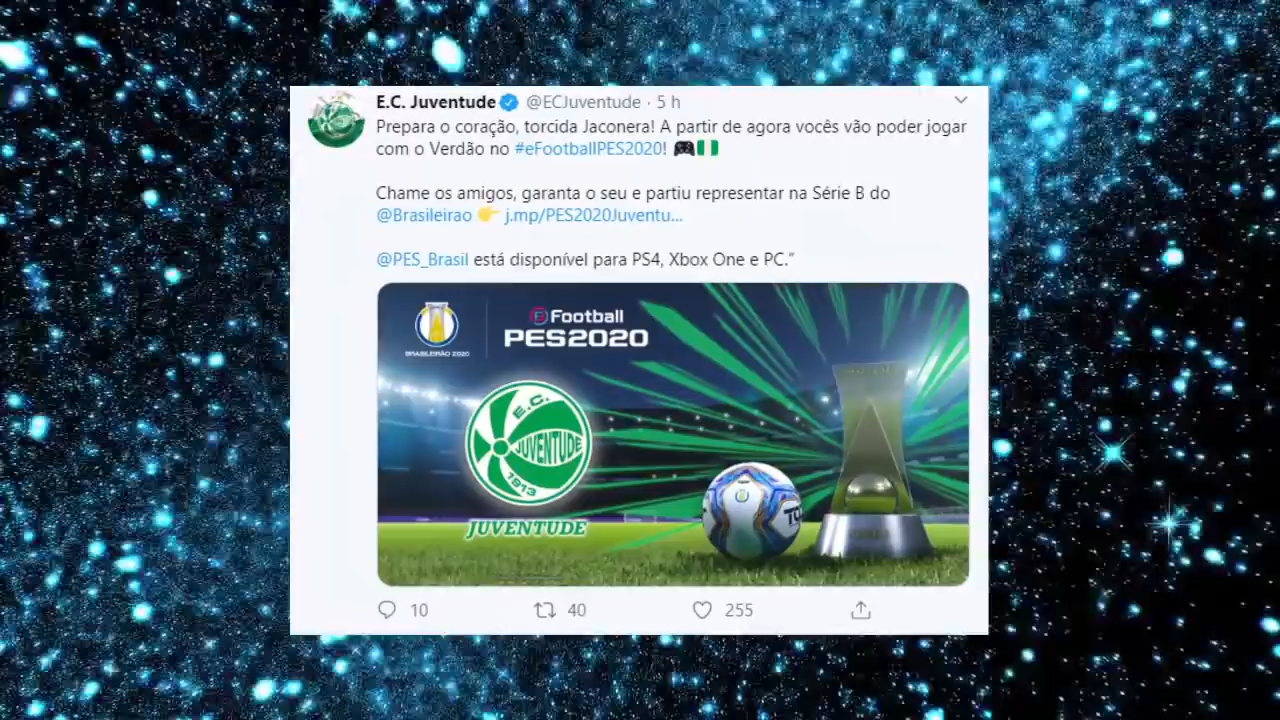 E.C. Juventude @ECJuventude · 5 h
Prepara o coração, torcida Jaconera! A partir de agora vocês vão poder jogar
com o Verdão no #eFootballPES2020! 🎮🇳🇬
Chame os amigos, garanta o seu e partiu representar na Série B do
@Brasileirao 👉 j.mp/PES2020Juventu...
@PES_Brasil está disponível para PS4, Xbox One e PC."
BRASILEIRÃO 2020
eFootball
PES2020
E.C.
JUVENTUDE
1913
JUVENTUDE
10 40 255